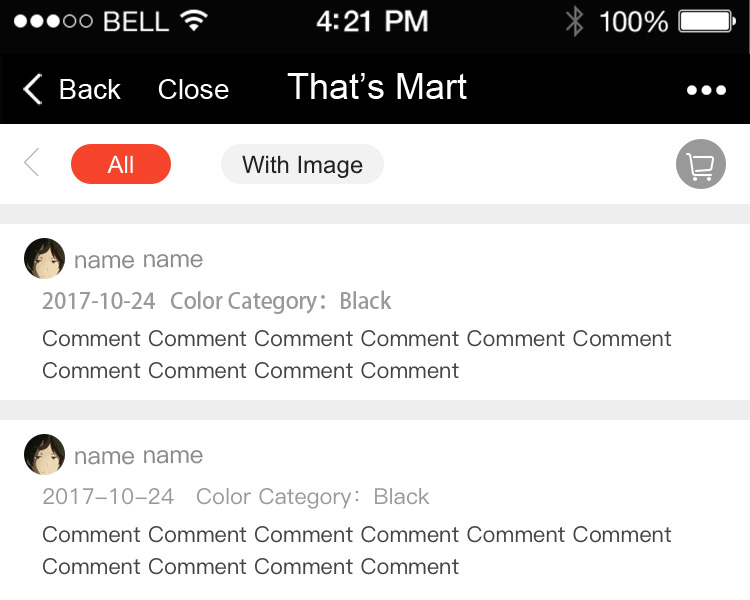 BELL 4:21 PM 100%
Back Close That's Mart
All With Image
name name
2017-10-24 Color Category： Black
Comment Comment Comment Comment Comment Comment
Comment Comment Comment Comment
name name
2017-10-24 Color Category： Black
Comment Comment Comment Comment Comment Comment
Comment Comment Comment Comment